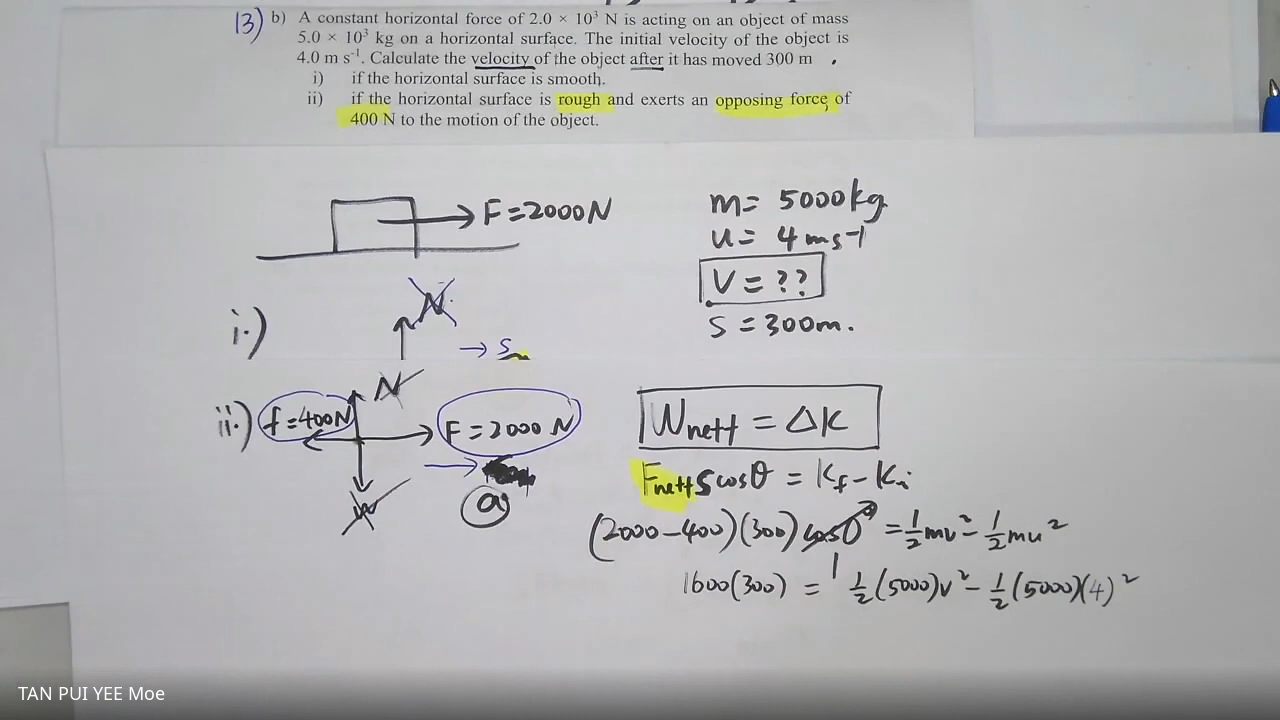 13) b) A constant horizontal force of 2.0 × 10³ N is acting on an object of mass
5.0 × 10³ kg on a horizontal surface. The initial velocity of the object is
4.0 m s⁻¹. Calculate the velocity of the object after it has moved 300 m .
i) if the horizontal surface is smooth.
ii) if the horizontal surface is rough and exerts an opposing force of
400 N to the motion of the object.
F = 2000N
m = 5000kg
u = 4 ms⁻¹
V = ??
S = 300m.
i.)
N
→ S
ii.) f = 400N
N
F = 2000 N
W
a
Wnett = ΔK
Fnett S cos θ = Kf - Ki
(2000 - 400)(300) cos 0° = ½mv² - ½mu²
1
1600(300) = ½(5000)v² - ½(5000)(4)²
TAN PUI YEE Moe